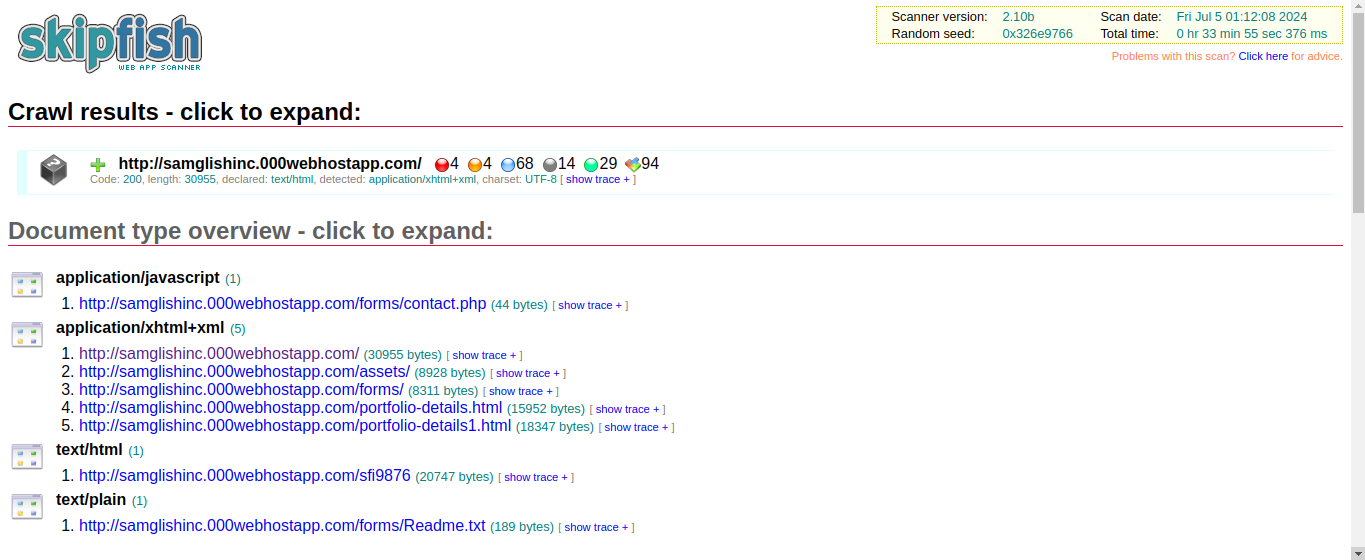 skipfish
WEB APP SCANNER
Scanner version: 2.10b Scan date: Fri Jul 5 01:12:08 2024
Random seed: 0x326e9766 Total time: 0 hr 33 min 55 sec 376 ms
Problems with this scan? Click here for advice.
Crawl results - click to expand:
http://samglishinc.000webhostapp.com/ 4 4 68 14 29 94
Code: 200, length: 30955, declared: text/html, detected: application/xhtml+xml, charset: UTF-8 [ show trace + ]
Document type overview - click to expand:
application/javascript (1)
1. http://samglishinc.000webhostapp.com/forms/contact.php (44 bytes) [ show trace + ]
application/xhtml+xml (5)
1. http://samglishinc.000webhostapp.com/ (30955 bytes) [ show trace + ]
2. http://samglishinc.000webhostapp.com/assets/ (8928 bytes) [ show trace + ]
3. http://samglishinc.000webhostapp.com/forms/ (8311 bytes) [ show trace + ]
4. http://samglishinc.000webhostapp.com/portfolio-details.html (15952 bytes) [ show trace + ]
5. http://samglishinc.000webhostapp.com/portfolio-details1.html (18347 bytes) [ show trace + ]
text/html (1)
1. http://samglishinc.000webhostapp.com/sfi9876 (20747 bytes) [ show trace + ]
text/plain (1)
1. http://samglishinc.000webhostapp.com/forms/Readme.txt (189 bytes) [ show trace + ]